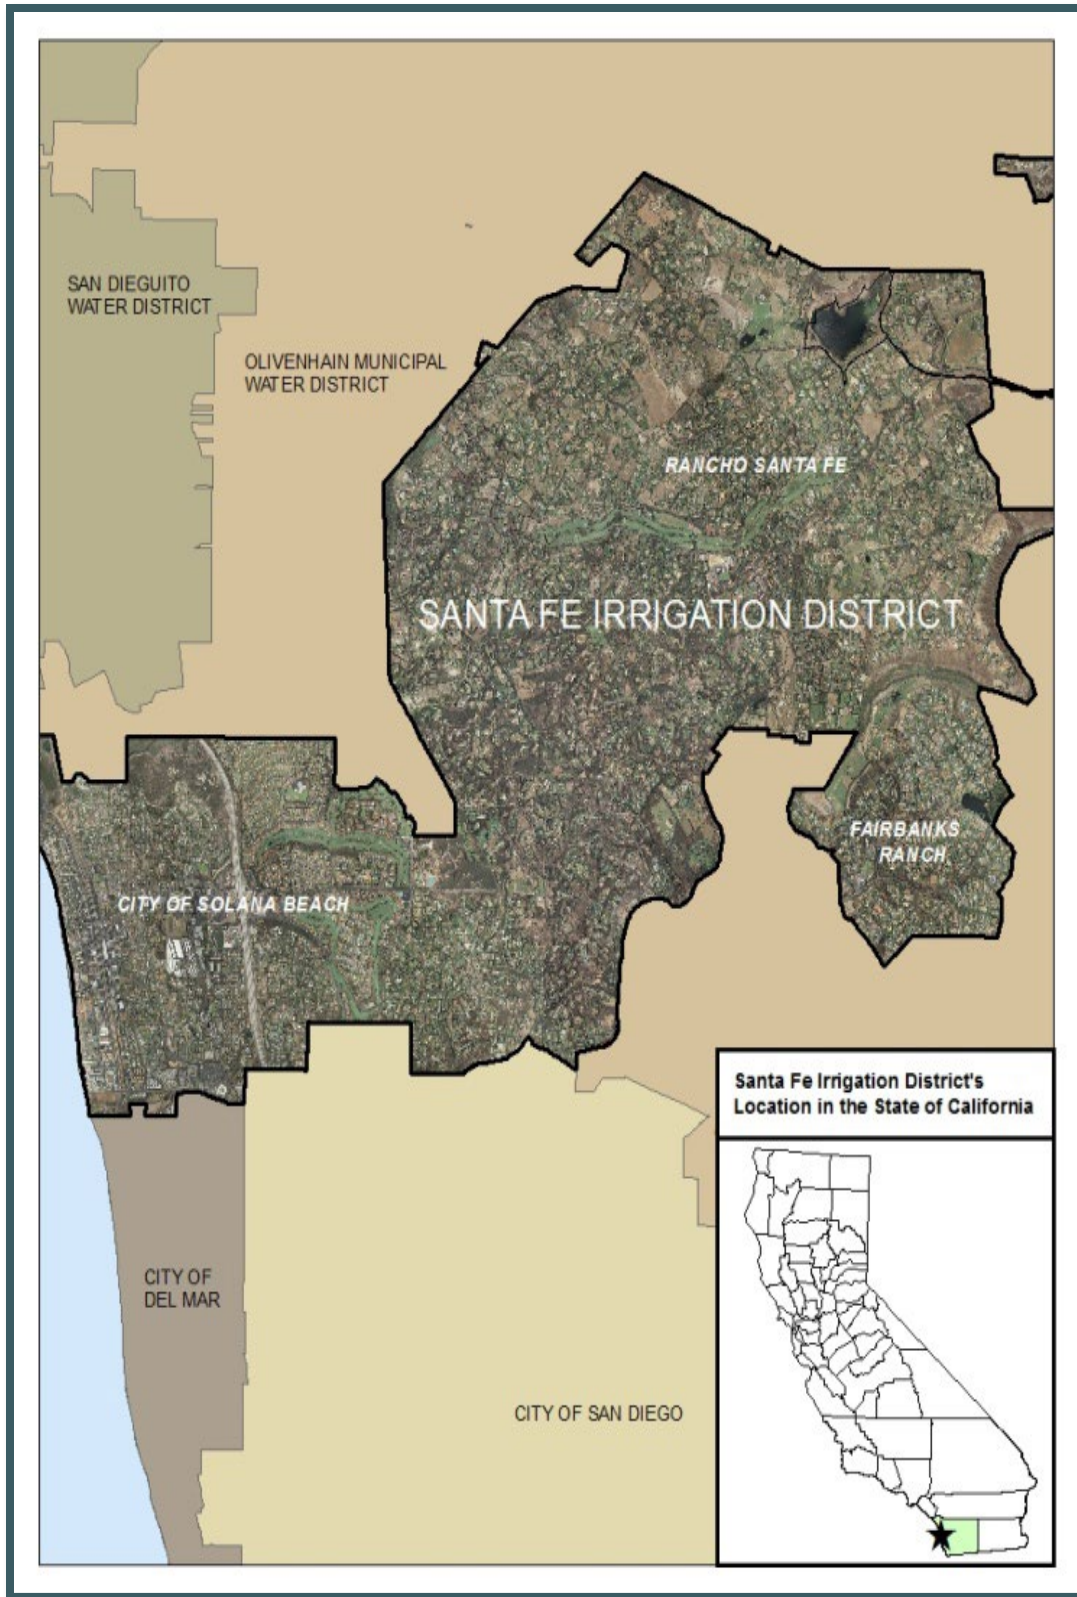 SAN DIEGUITO
WATER DISTRICT
OLIVENHAIN MUNICIPAL
WATER DISTRICT
RANCHO SANTA FE
SANTA FE IRRIGATION DISTRICT
FAIRBANKS
RANCH
CITY OF SOLANA BEACH
Santa Fe Irrigation District's
Location in the State of California
CITY OF
DEL MAR
CITY OF SAN DIEGO